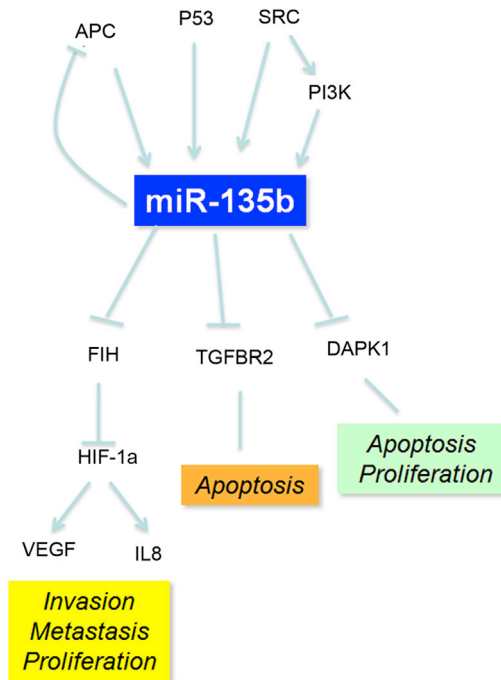 APC
P53
SRC
PI3K
miR-135b
FIH
TGFBR2
DAPK1
HIF-1a
Apoptosis
Apoptosis
Proliferation
VEGF
IL8
Invasion
Metastasis
Proliferation